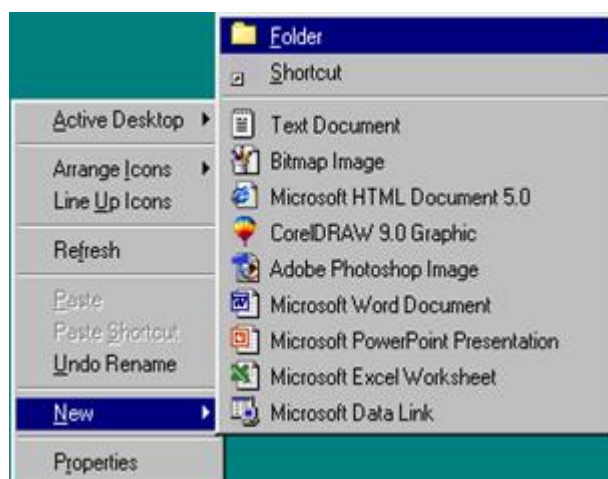 Active Desktop
Arrange Icons
Line Up Icons
Refresh
Paste
Paste Shortcut
Undo Rename
New
Properties
Folder
Shortcut
Text Document
Bitmap Image
Microsoft HTML Document 5.0
CorelDRAW 9.0 Graphic
Adobe Photoshop Image
Microsoft Word Document
Microsoft PowerPoint Presentation
Microsoft Excel Worksheet
Microsoft Data Link